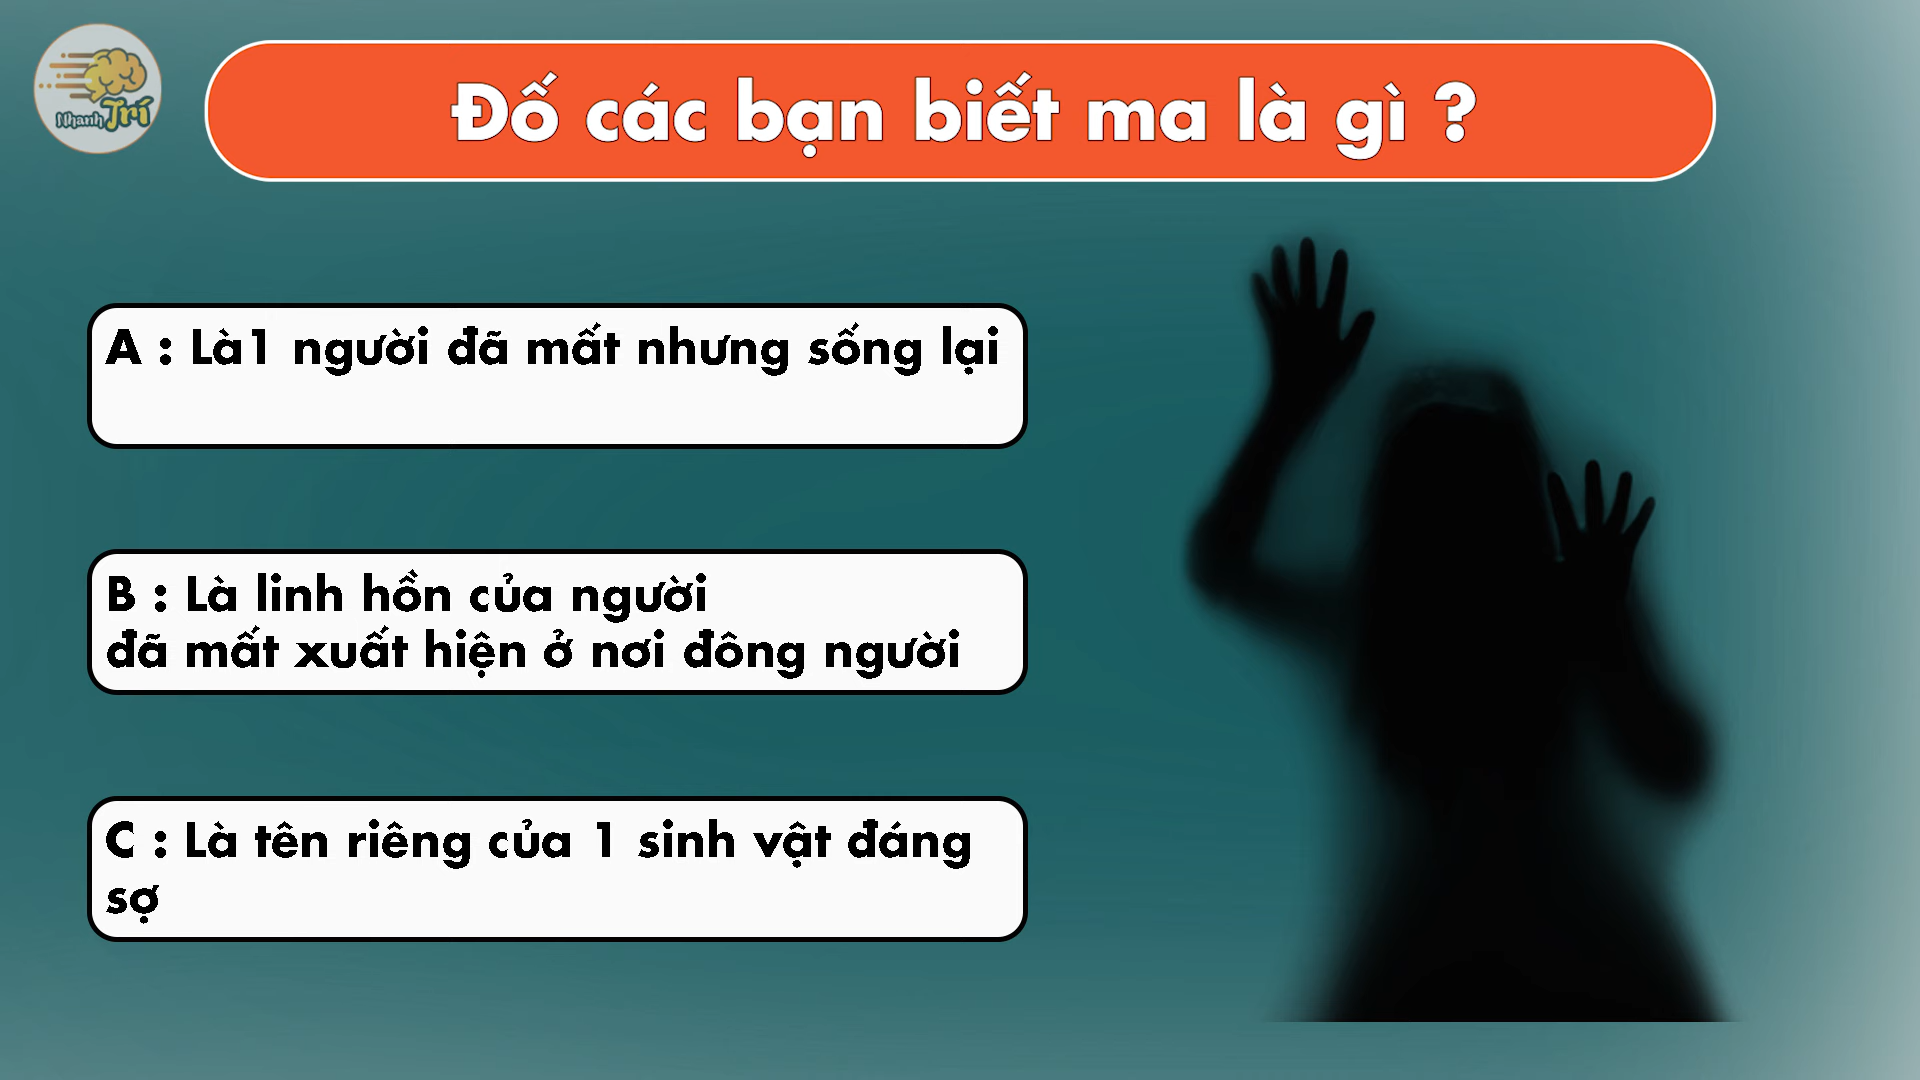 Nhanh Trí
Đố các bạn biết ma là gì ?
A : Là1 người đã mất nhưng sống lại
B : Là linh hồn của người
đã mất xuất hiện ở nơi đông người
C : Là tên riêng của 1 sinh vật đáng
sợ